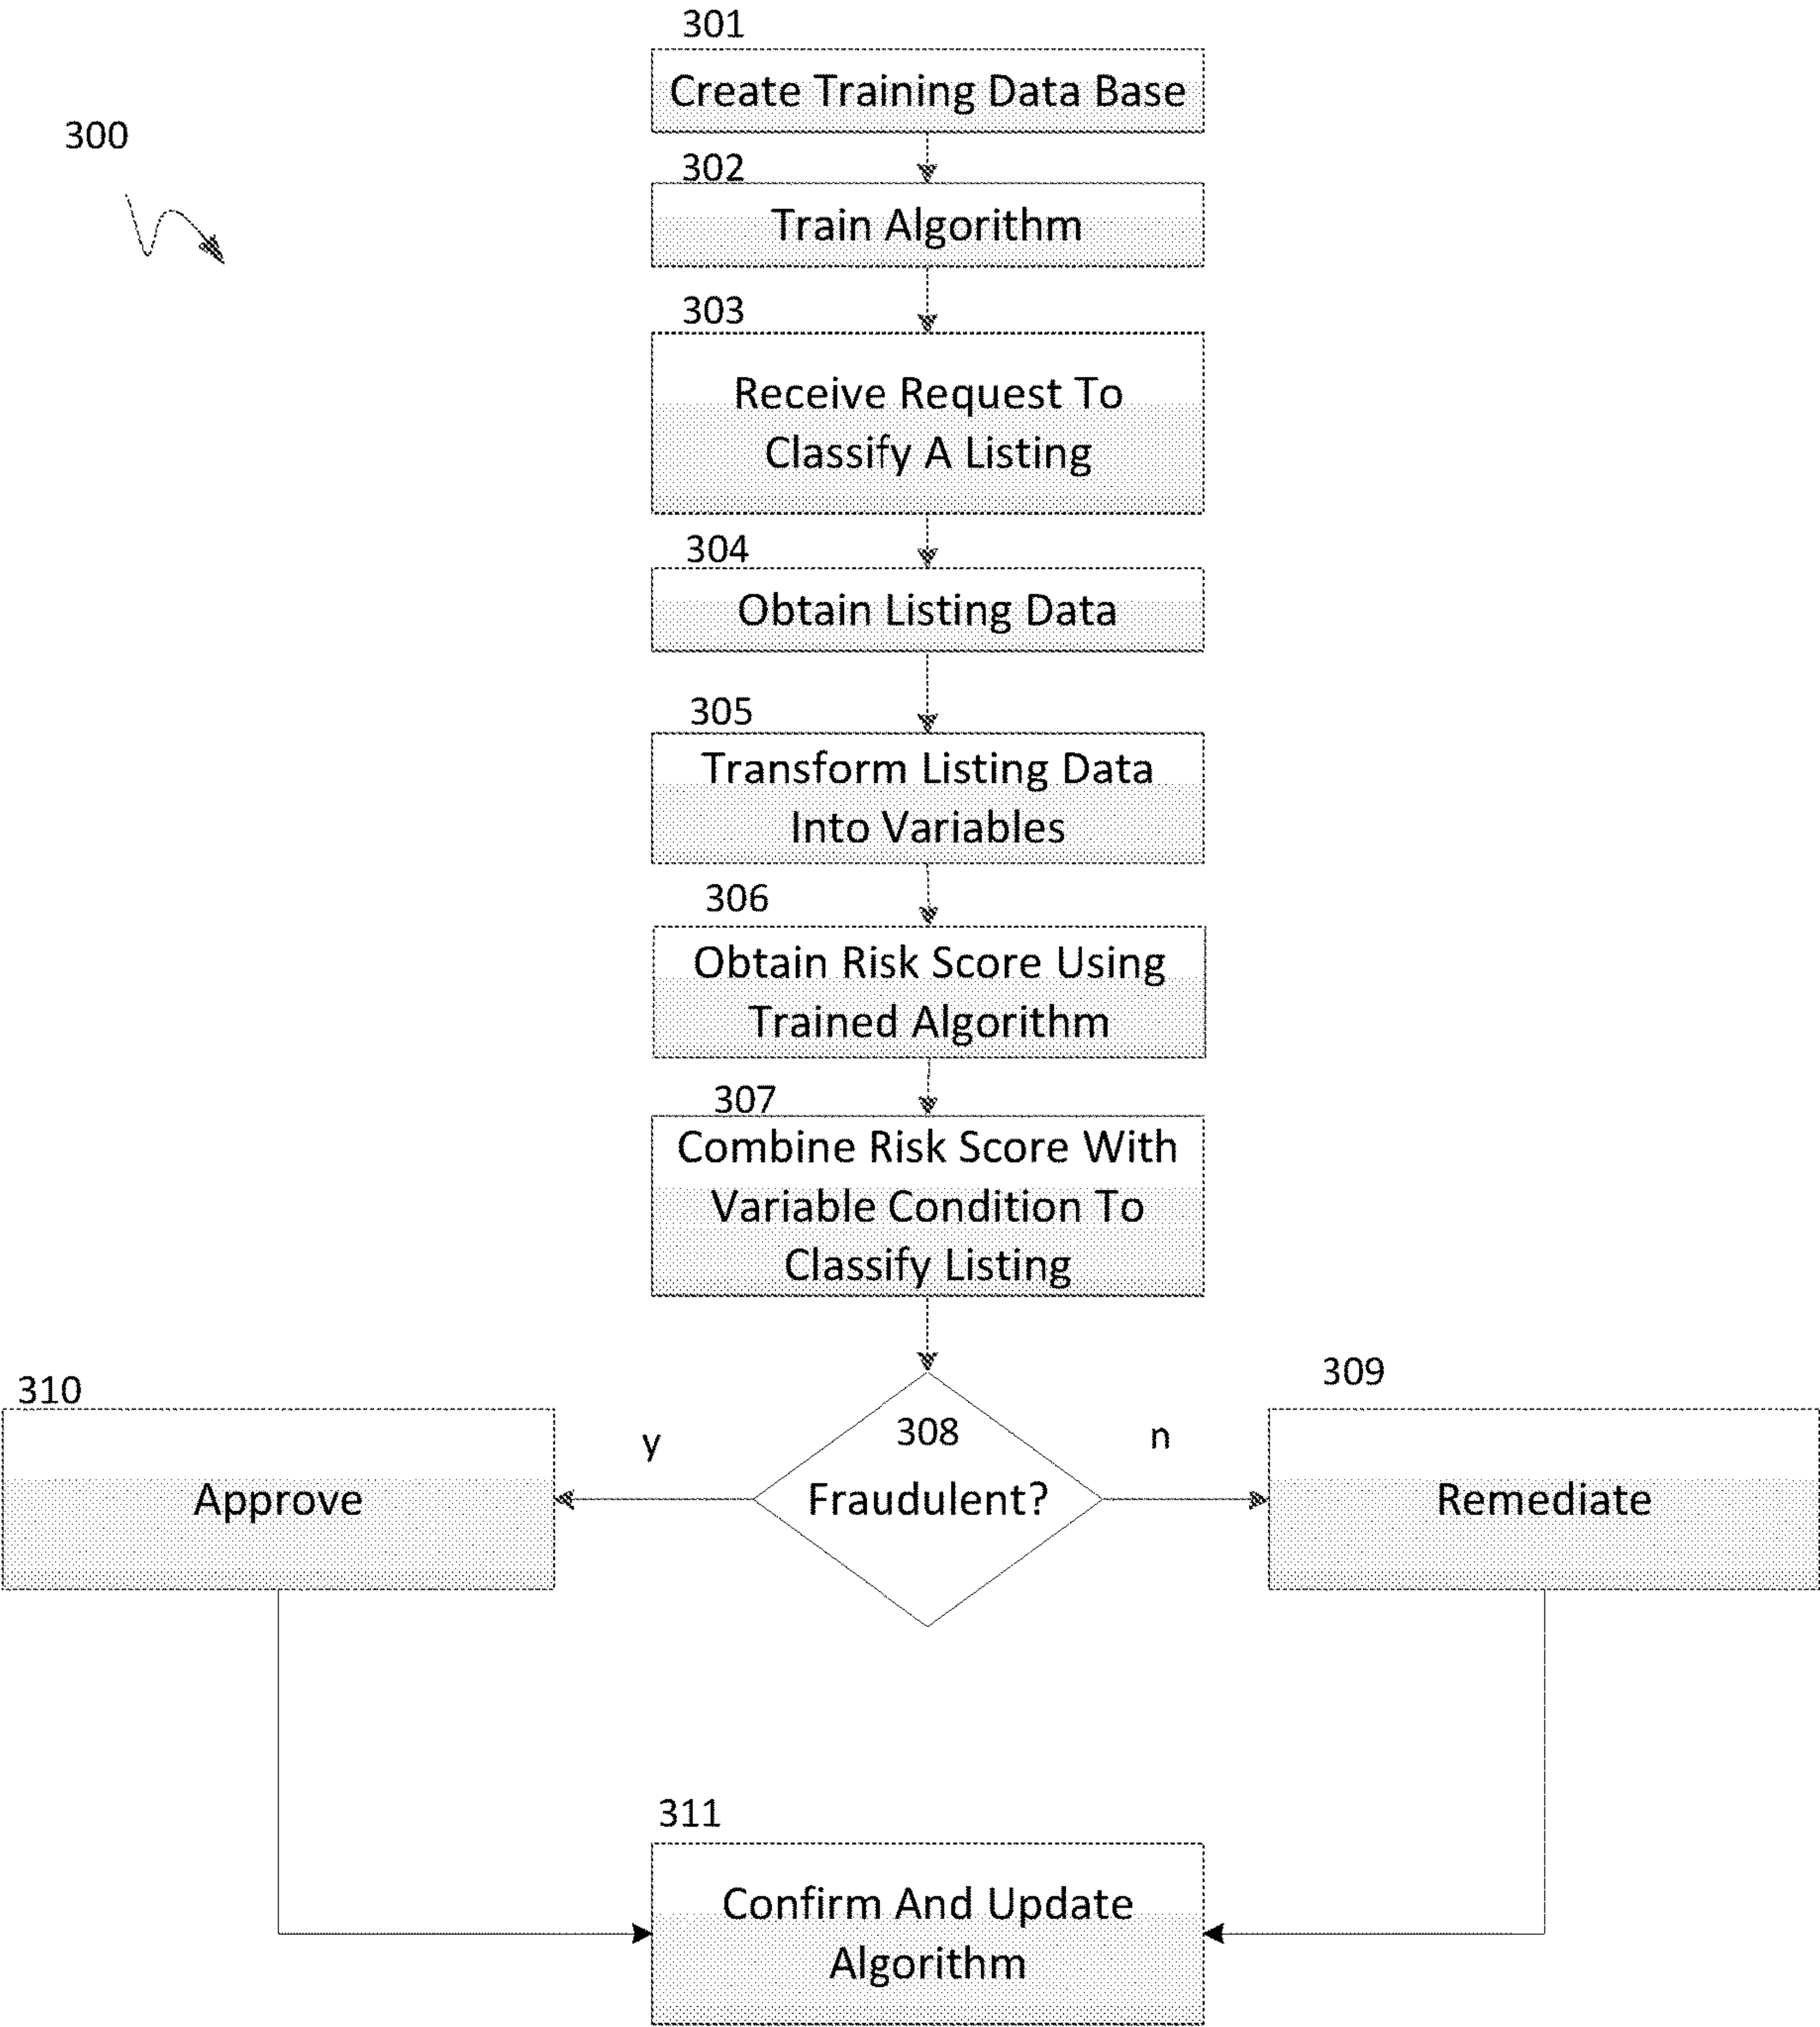 301
Create Training Data Base
300
302
Train Algorithm
303
Receive Request To
Classify A Listing
304
Obtain Listing Data
305
Transform Listing Data
Into Variables
306
Obtain Risk Score Using
Trained Algorithm
307
Combine Risk Score With
Variable Condition To
Classify Listing
310
Approve
y
308
Fraudulent?
n
309
Remediate
311
Confirm And Update
Algorithm